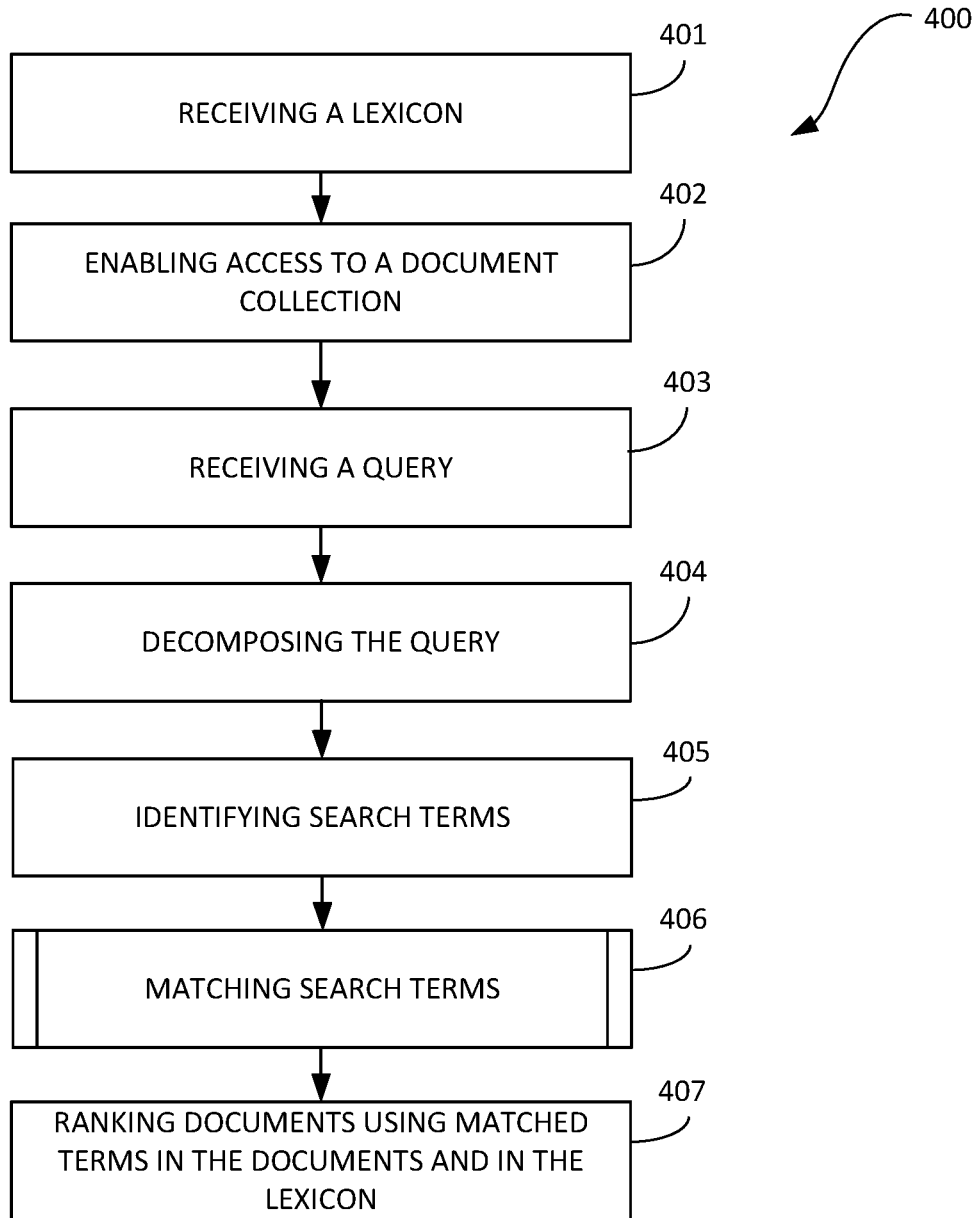 400
401
RECEIVING A LEXICON
402
ENABLING ACCESS TO A DOCUMENT
COLLECTION
403
RECEIVING A QUERY
404
DECOMPOSING THE QUERY
405
IDENTIFYING SEARCH TERMS
406
MATCHING SEARCH TERMS
407
RANKING DOCUMENTS USING MATCHED
TERMS IN THE DOCUMENTS AND IN THE
LEXICON